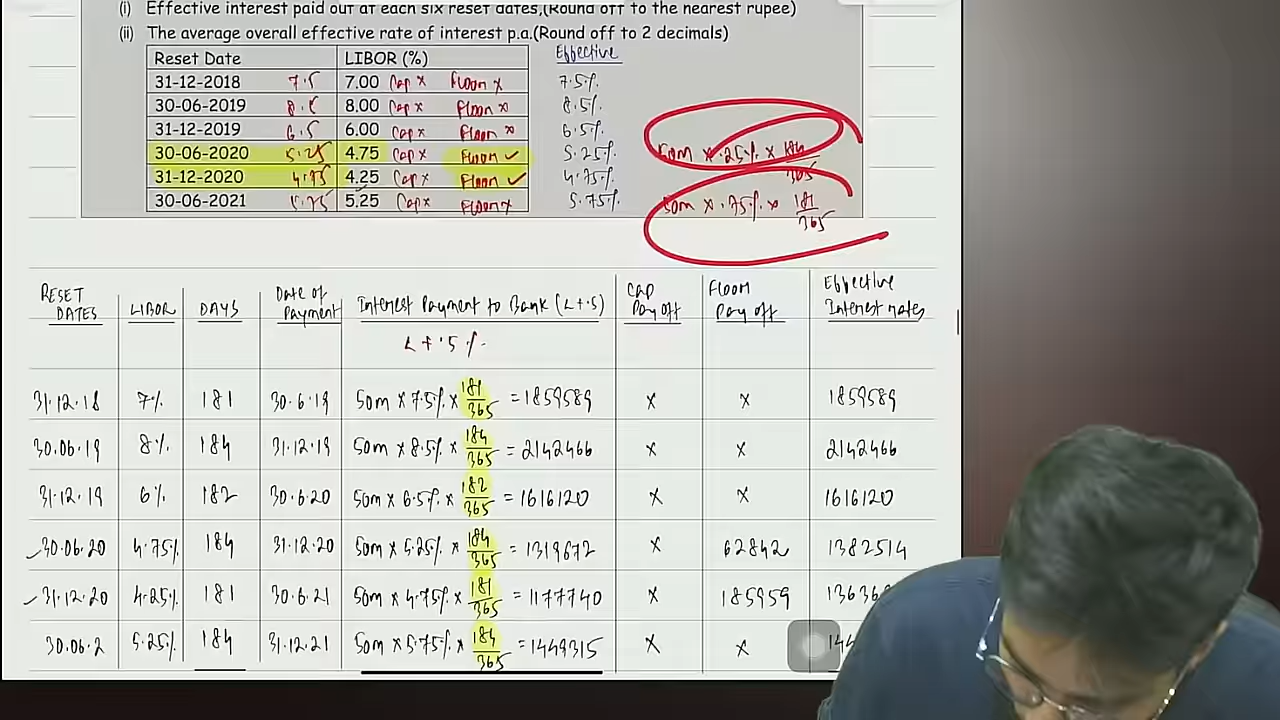 (i) Effective interest paid out at each six reset dates,(Round off to the nearest rupee)
(ii) The average overall effective rate of interest p.a.(Round off to 2 decimals)
Reset Date LIBOR (%) Effective
31-12-2018 7.5 7.00 Cap x Floor x 7.5%
30-06-2019 8.5 8.00 Cap x Floor x 8.5%
31-12-2019 6.5 6.00 Cap x Floor x 6.5%
30-06-2020 5.25 4.75 Cap x Floor ✓ 5.25% 50m x .25% x 184/365
31-12-2020 4.75 4.25 Cap x Floor ✓ 4.75%
30-06-2021 5.75 5.25 Cap x Floor x 5.75% 50m x .75% x 181/365
RESET DATES LIBOR DAYS Date of Payment Interest Payment to Bank (L+.5) Cap Pay off Floor Pay off Effective Interest rates
L + .5%
31.12.18 7% 181 30.6.19 50m x 7.5% x 181/365 = 1859589 x x 1859589
30.06.19 8% 184 31.12.19 50m x 8.5% x 184/365 = 2142466 x x 2142466
31.12.19 6% 182 30.6.20 50m x 6.5% x 182/365 = 1616120 x x 1616120
30.06.20 4.75% 184 31.12.20 50m x 5.25% x 184/365 = 1319672 x 62842 1382514
31.12.20 4.25% 181 30.6.21 50m x 4.75% x 181/365 = 1177740 x 185959 13636
30.06.2 5.25% 184 31.12.21 50m x 5.75% x 184/365 = 1449315 x x 144